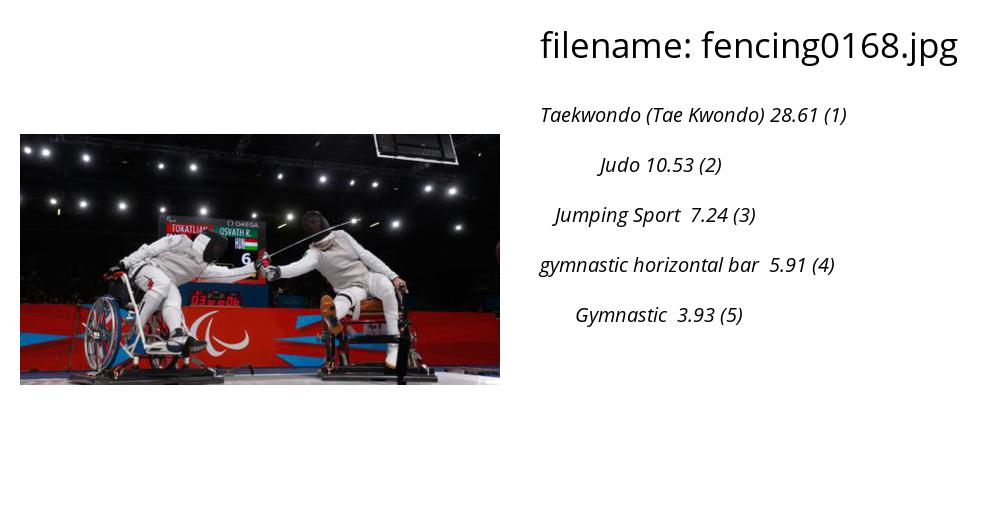 filename: fencing0168.jpg
Taekwondo (Tae Kwondo) 28.61 (1)
Judo 10.53 (2)
Jumping Sport 7.24 (3)
gymnastic horizontal bar 5.91 (4)
Gymnastic 3.93 (5)
OMEGA
TOKATLIAN
OSVATH R.
HUN
6